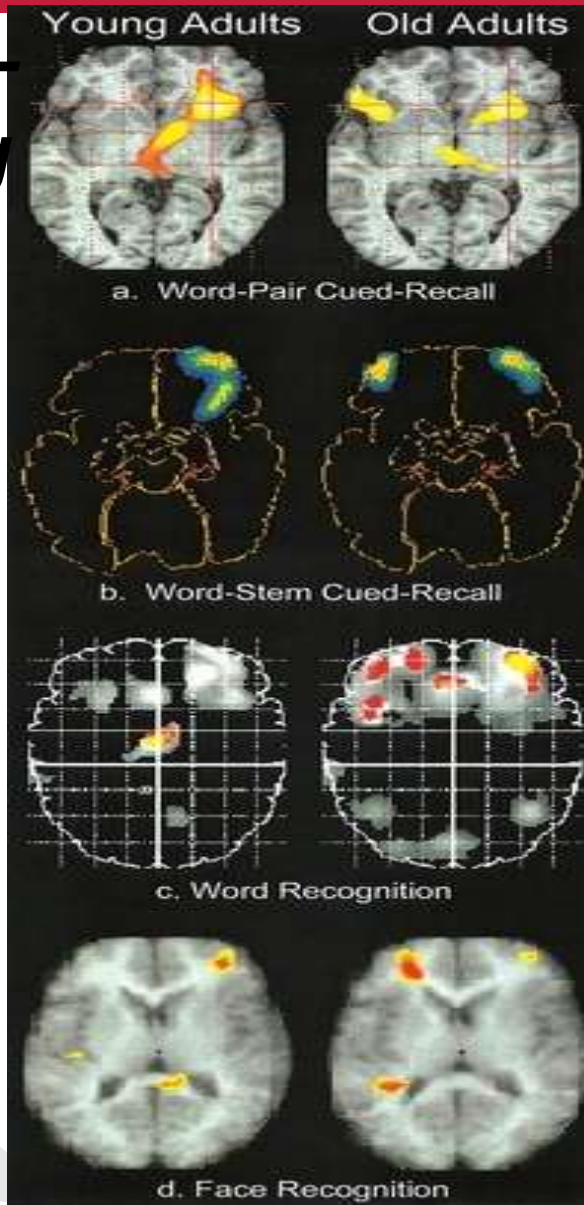 Young Adults Old Adults
a. Word-Pair Cued-Recall
b. Word-Stem Cued-Recall
c. Word Recognition
d. Face Recognition